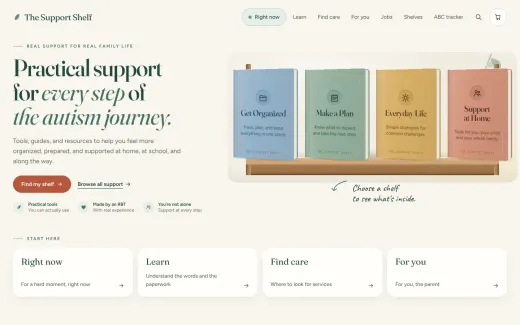 The Support Shelf
Right now
Learn
Find care
For you
Jobs
Shelves
ABC tracker
REAL SUPPORT FOR REAL FAMILY LIFE
Practical support
for every step of
the autism journey.
Tools, guides, and resources to help you feel more
organized, prepared, and supported at home, at school, and
along the way.
Find my shelf →
Browse all support →
Practical tools
You can actually use
Made by an RBT
With real experience
You're not alone
Support at every step
Get Organized
Make a Plan
Everyday Life
Support
at Home
Choose a shelf
to see what's inside.
START HERE
Right now
For a hard moment, right now →
Learn
Understand the words and the
paperwork →
Find care
Where to look for services →
For you
For you, the parent →